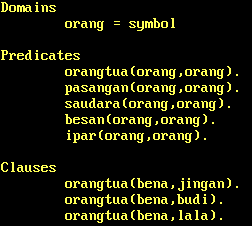 Domains
orang = symbol
Predicates
orangtua(orang,orang).
pasangan(orang,orang).
saudara(orang,orang).
besan(orang,orang).
ipar(orang,orang).
Clauses
orangtua(bena,jingan).
orangtua(bena,budi).
orangtua(bena,lala).